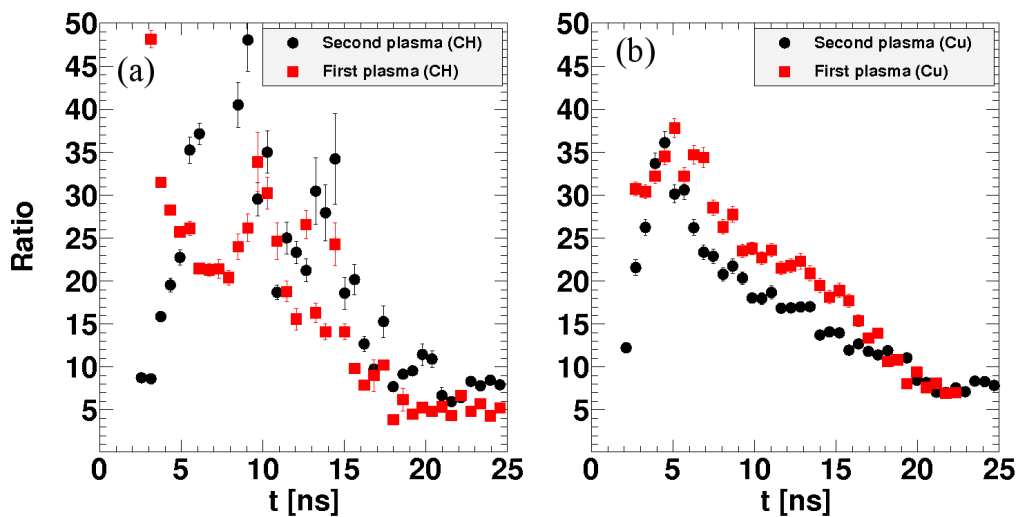 (a)
Second plasma (CH)
First plasma (CH)
Ratio
50
45
40
35
30
25
20
15
10
5
0 5 10 15 20 25
t [ns]
(b)
Second plasma (Cu)
First plasma (Cu)
50
45
40
35
30
25
20
15
10
5
0 5 10 15 20 25
t [ns]